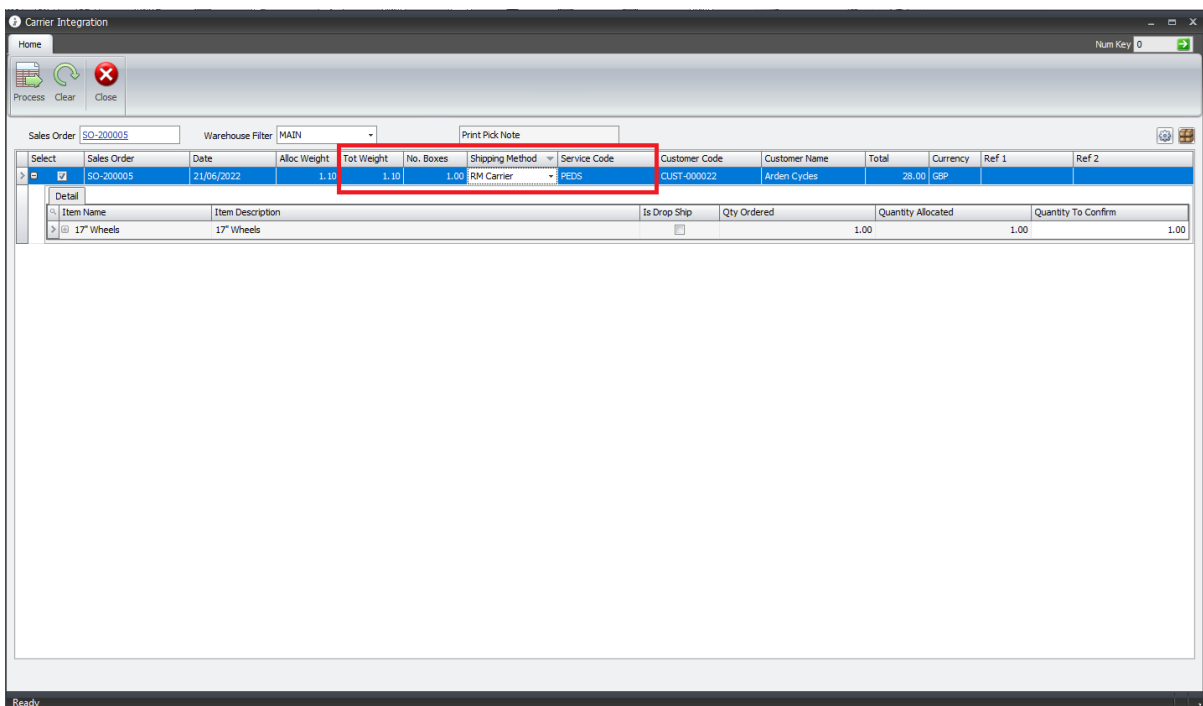 Carrier Integration
Home Num Key 0
Process Clear Close
Sales Order SO-200005 Warehouse Filter MAIN Print Pick Note
Select Sales Order Date Alloc Weight Tot Weight No. Boxes Shipping Method Service Code Customer Code Customer Name Total Currency Ref 1 Ref 2
SO-200005 21/06/2022 1.10 1.10 1.00 RM Carrier PEDS CUST-000022 Arden Cycles 28.00 GBP
Detail
Item Name Item Description Is Drop Ship Qty Ordered Quantity Allocated Quantity To Confirm
17" Wheels 17" Wheels 1.00 1.00 1.00
Ready